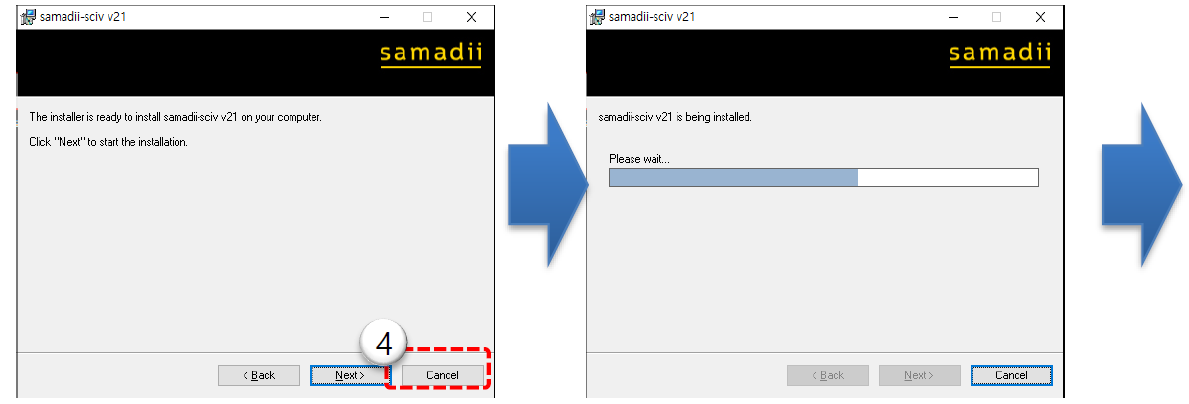 samadii-sciv v21
samadii
The installer is ready to install samadii-sciv v21 on your computer.
Click "Next" to start the installation.
4
< Back
Next >
Cancel
samadii-sciv v21
samadii
samadii-sciv v21 is being installed.
Please wait...
< Back
Next >
Cancel